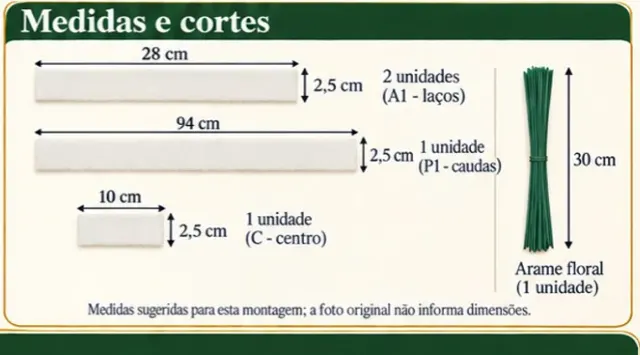 Medidas e cortes
28 cm
2,5 cm
2 unidades
(A1 - laços)
94 cm
2,5 cm
1 unidade
(P1 - caudas)
10 cm
2,5 cm
1 unidade
(C - centro)
30 cm
Arame floral
(1 unidade)
Medidas sugeridas para esta montagem; a foto original não informa dimensões.